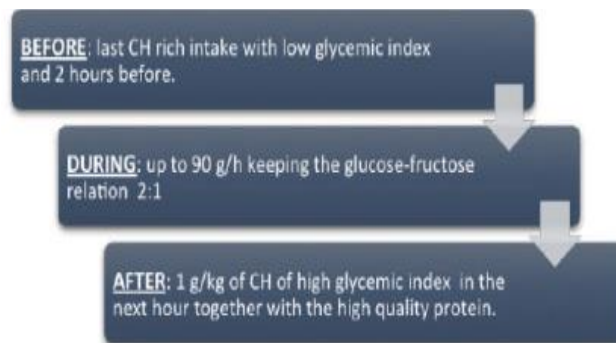 BEFORE: last CH rich intake with low glycemic index
and 2 hours before.
DURING: up to 90 g/h keeping the glucose-fructose
relation 2:1
AFTER: 1 g/kg of CH of high glycemic index in the
next hour together with the high quality protein.